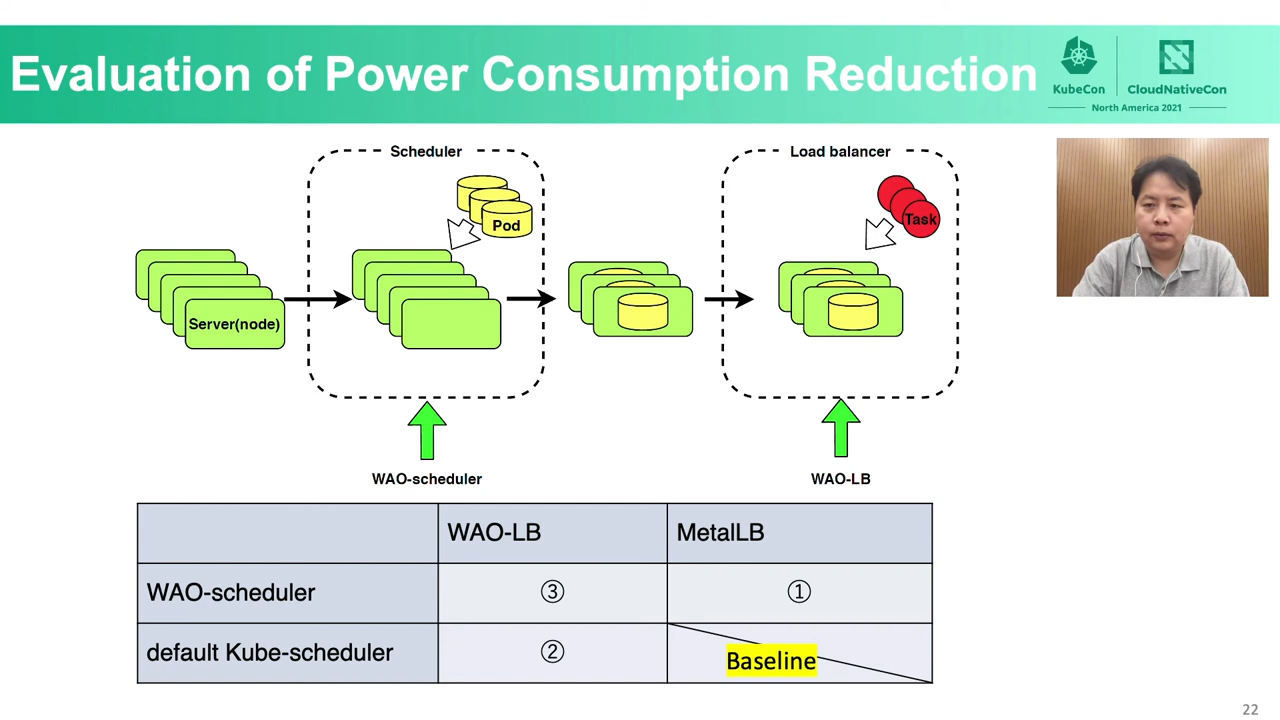 Evaluation of Power Consumption Reduction
KubeCon
CloudNativeCon
North America 2021
Scheduler
Load balancer
Pod
Task
Server(node)
WAO-scheduler
WAO-LB
WAO-LB
MetalLB
WAO-scheduler
③
①
default Kube-scheduler
②
Baseline
22